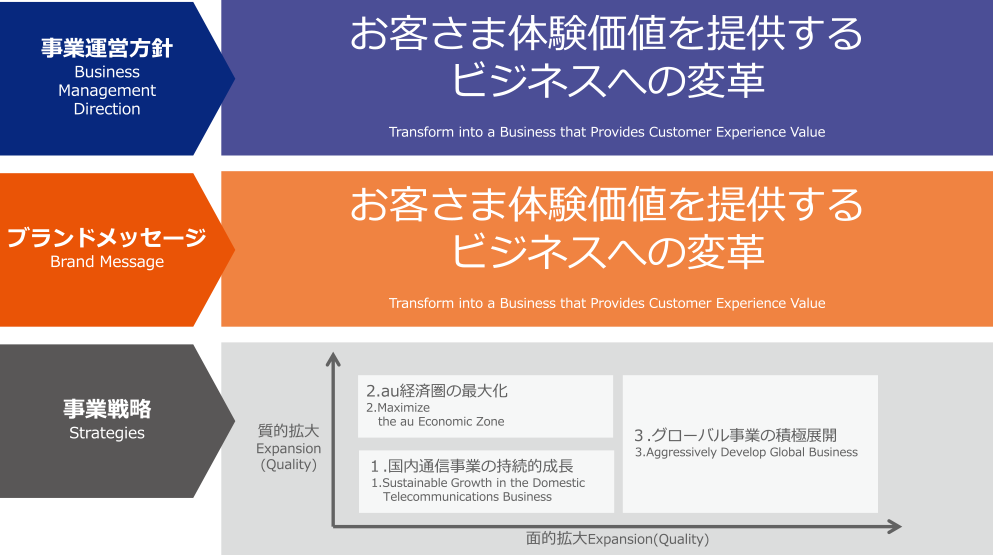 事業運営方針
Business
Management
Direction
お客さま体験価値を提供する
ビジネスへの変革
Transform into a Business that Provides Customer Experience Value
ブランドメッセージ
Brand Message
お客さま体験価値を提供する
ビジネスへの変革
Transform into a Business that Provides Customer Experience Value
事業戦略
Strategies
質的拡大
Expansion
(Quality)
2.au経済圏の最大化
2.Maximize
the au Economic Zone
１.国内通信事業の持続的成長
1.Sustainable Growth in the Domestic
Telecommunications Business
３.グローバル事業の積極展開
3.Aggressively Develop Global Business
面的拡大Expansion(Quality)